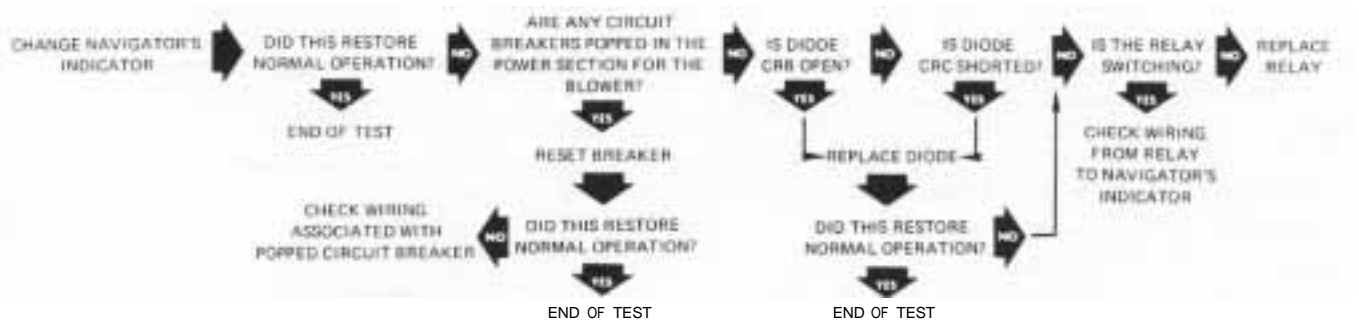 CHANGE NAVIGATOR'S
INDICATOR
DID THIS RESTORE
NORMAL OPERATION?
NO
YES
END OF TEST
ARE ANY CIRCUIT
BREAKERS POPPED IN THE
POWER SECTION FOR THE
BLOWER?
NO
YES
RESET BREAKER
DID THIS RESTORE
NORMAL OPERATION?
NO
CHECK WIRING
ASSOCIATED WITH
POPPED CIRCUIT BREAKER
YES
END OF TEST
IS DIODE
CRB OPEN?
NO
YES
IS DIODE
CRC SHORTED?
NO
YES
REPLACE DIODE
DID THIS RESTORE
NORMAL OPERATION?
NO
YES
END OF TEST
IS THE RELAY
SWITCHING?
NO
REPLACE
RELAY
YES
CHECK WIRING
FROM RELAY
TO NAVIGATOR'S
INDICATOR